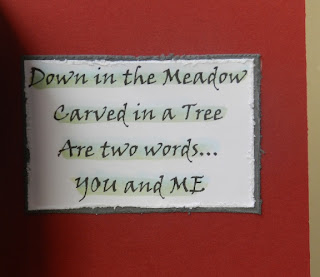 Down in the Meadow
Carved in a Tree
Are two words...
YOU and ME